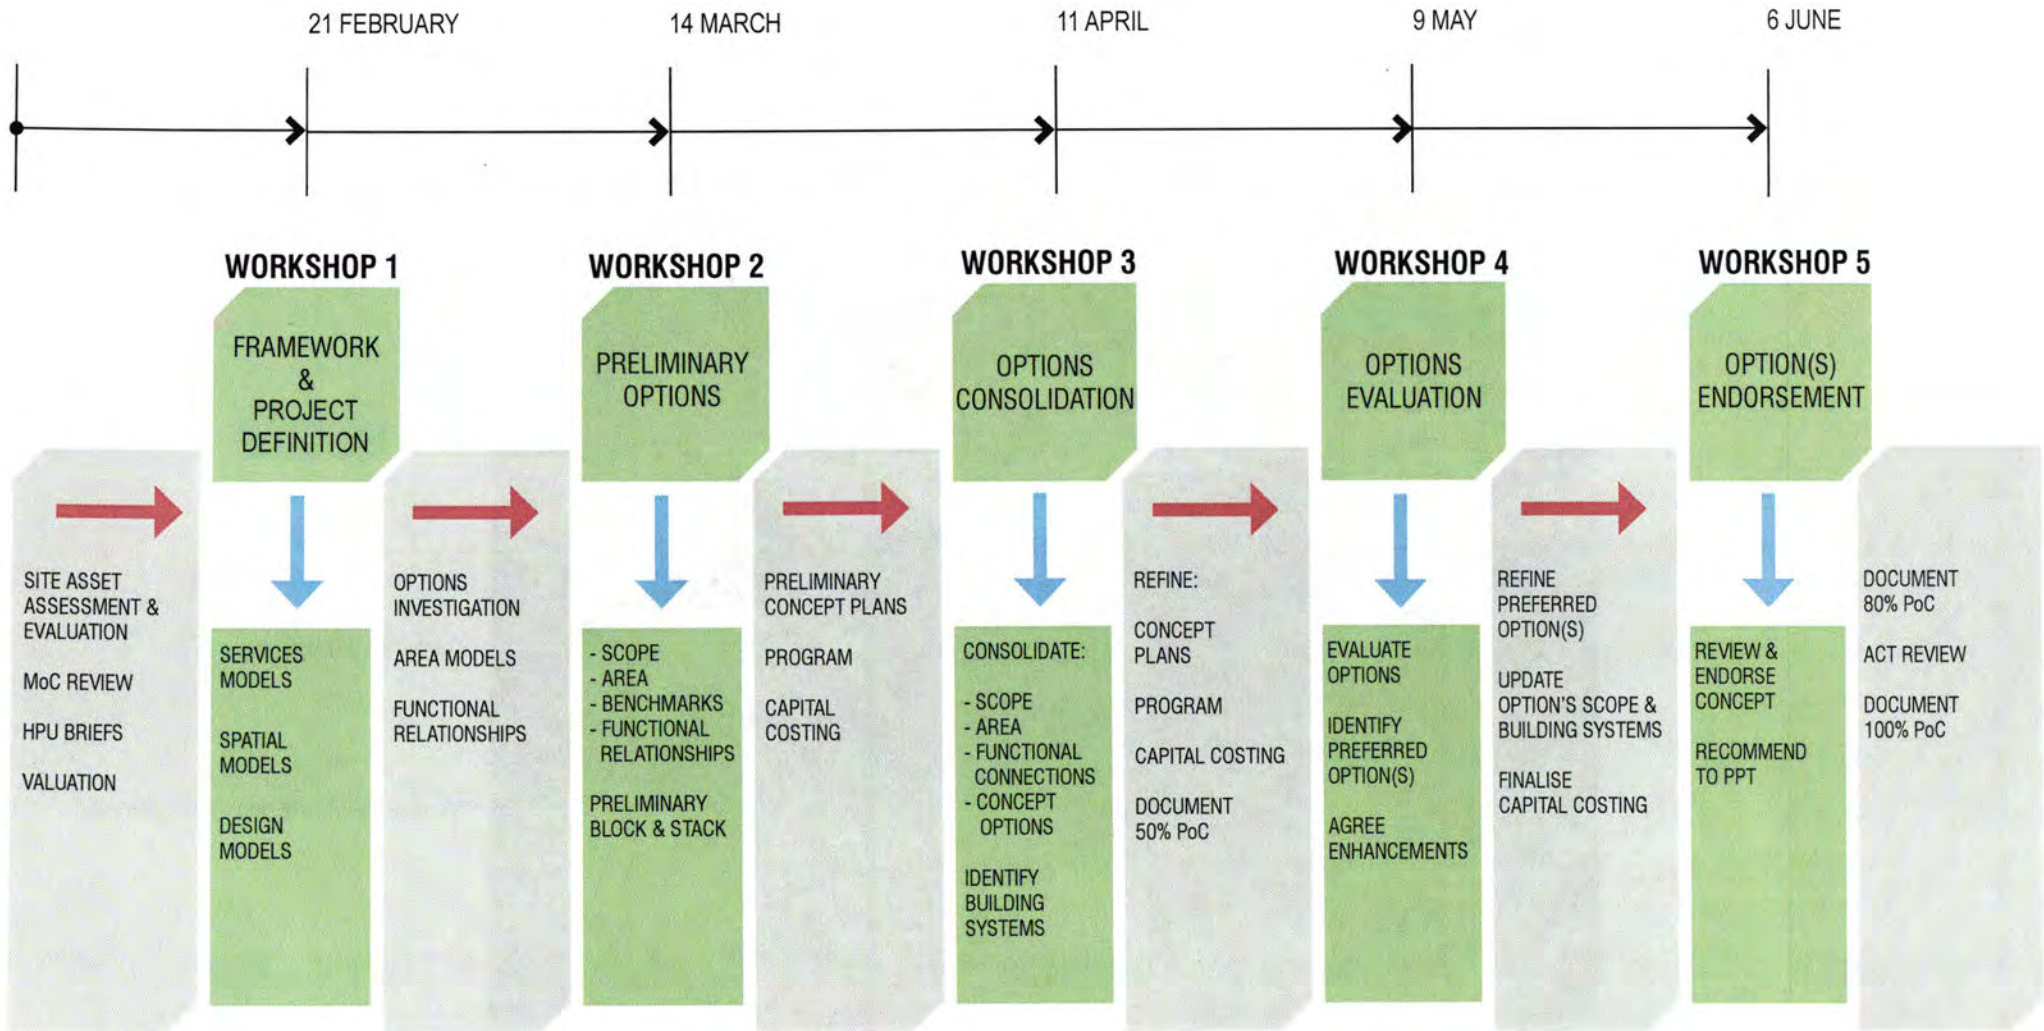 21 FEBRUARY
14 MARCH
11 APRIL
9 MAY
6 JUNE
WORKSHOP 1
WORKSHOP 2
WORKSHOP 3
WORKSHOP 4
WORKSHOP 5
FRAMEWORK
&
PROJECT
DEFINITION
PRELIMINARY
OPTIONS
OPTIONS
CONSOLIDATION
OPTIONS
EVALUATION
OPTION(S)
ENDORSEMENT
SITE ASSET
ASSESSMENT &
EVALUATION
MoC REVIEW
HPU BRIEFS
VALUATION
SERVICES
MODELS
SPATIAL
MODELS
DESIGN
MODELS
OPTIONS
INVESTIGATION
AREA MODELS
FUNCTIONAL
RELATIONSHIPS
- SCOPE
- AREA
- BENCHMARKS
- FUNCTIONAL
RELATIONSHIPS
PRELIMINARY
BLOCK & STACK
PRELIMINARY
CONCEPT PLANS
PROGRAM
CAPITAL
COSTING
CONSOLIDATE:
- SCOPE
- AREA
- FUNCTIONAL
CONNECTIONS
- CONCEPT
OPTIONS
IDENTIFY
BUILDING
SYSTEMS
REFINE:
CONCEPT
PLANS
PROGRAM
CAPITAL COSTING
DOCUMENT
50% PoC
EVALUATE
OPTIONS
IDENTIFY
PREFERRED
OPTION(S)
AGREE
ENHANCEMENTS
REFINE
PREFERRED
OPTION(S)
UPDATE
OPTION'S SCOPE &
BUILDING SYSTEMS
FINALISE
CAPITAL COSTING
REVIEW &
ENDORSE
CONCEPT
RECOMMEND
TO PPT
DOCUMENT
80% PoC
ACT REVIEW
DOCUMENT
100% PoC